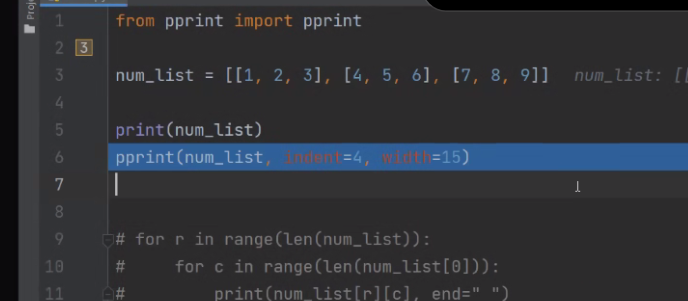 Proj
1 from pprint import pprint
2 3
3 num_list = [[1, 2, 3], [4, 5, 6], [7, 8, 9]] num_list: [[
4
5 print(num_list)
6 pprint(num_list, indent=4, width=15)
7
8
9 # for r in range(len(num_list)):
10 #     for c in range(len(num_list[0])):
11 #         print(num_list[r][c], end=" ")